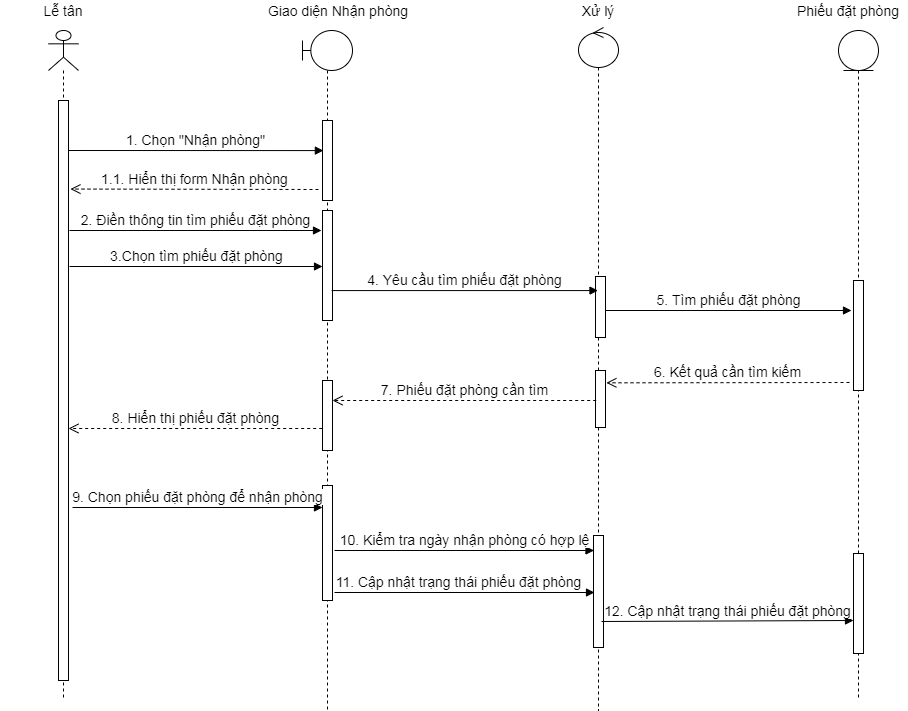 Lễ tân
Giao diện Nhận phòng
Xử lý
Phiếu đặt phòng
1. Chọn "Nhận phòng"
1.1. Hiển thị form Nhận phòng
2. Điền thông tin tìm phiếu đặt phòng
3.Chọn tìm phiếu đặt phòng
4. Yêu cầu tìm phiếu đặt phòng
5. Tìm phiếu đặt phòng
6. Kết quả cần tìm kiếm
7. Phiếu đặt phòng cần tìm
8. Hiển thị phiếu đặt phòng
9. Chọn phiếu đặt phòng để nhận phòng
10. Kiểm tra ngày nhận phòng có hợp lệ
11. Cập nhật trạng thái phiếu đặt phòng
12. Cập nhật trạng thái phiếu đặt phòng